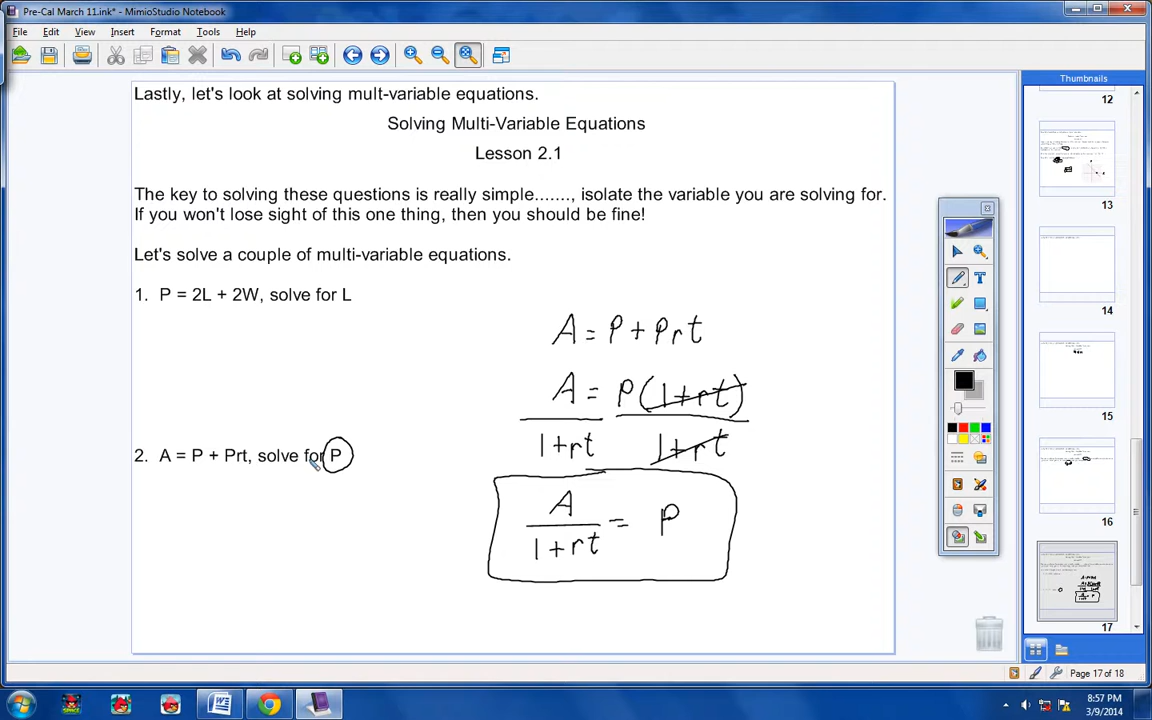 Pre-Cal March 11.ink* - MimioStudio Notebook
File Edit View Insert Format Tools Help
Thumbnails
Lastly, let's look at solving mult-variable equations.
Solving Multi-Variable Equations
Lesson 2.1
The key to solving these questions is really simple......., isolate the variable you are solving for.
If you won't lose sight of this one thing, then you should be fine!
Let's solve a couple of multi-variable equations.
1. P = 2L + 2W, solve for L
A = P + Prt
A = P(1+rt)
1+rt 1+rt
2. A = P + Prt, solve for P
A
= P
1+rt
12
13
14
15
16
17
Page 17 of 18
8:57 PM
3/9/2014